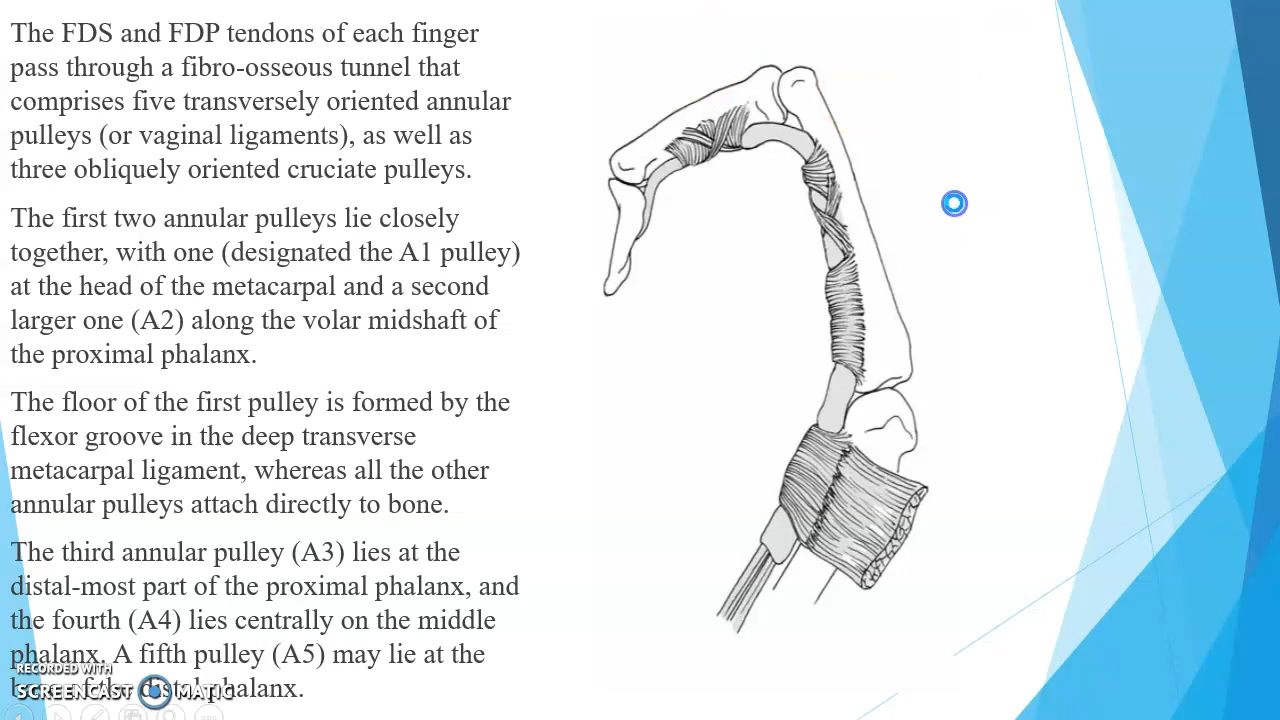 The FDS and FDP tendons of each finger
pass through a fibro-osseous tunnel that
comprises five transversely oriented annular
pulleys (or vaginal ligaments), as well as
three obliquely oriented cruciate pulleys.
The first two annular pulleys lie closely
together, with one (designated the A1 pulley)
at the head of the metacarpal and a second
larger one (A2) along the volar midshaft of
the proximal phalanx.
The floor of the first pulley is formed by the
flexor groove in the deep transverse
metacarpal ligament, whereas all the other
annular pulleys attach directly to bone.
The third annular pulley (A3) lies at the
distal-most part of the proximal phalanx, and
the fourth (A4) lies centrally on the middle
phalanx. A fifth pulley (A5) may lie at the
RECORDED WITH
of the distal phalanx.
SCREENCAST MATIC